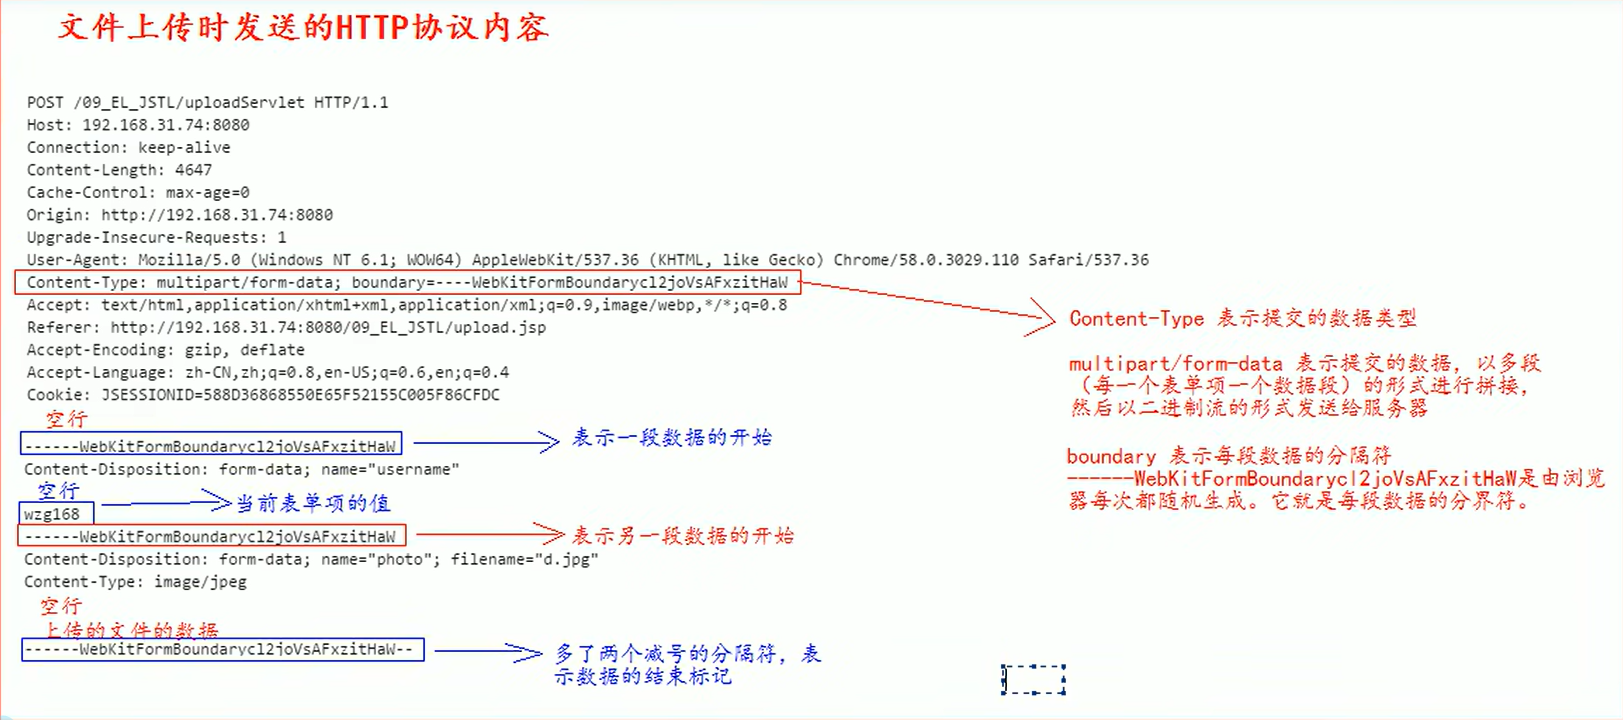 文件上传时发送的HTTP协议内容
POST /09_EL_JSTL/uploadServlet HTTP/1.1
Host: 192.168.31.74:8080
Connection: keep-alive
Content-Length: 4647
Cache-Control: max-age=0
Origin: http://192.168.31.74:8080
Upgrade-Insecure-Requests: 1
User-Agent: Mozilla/5.0 (Windows NT 6.1; WOW64) AppleWebKit/537.36 (KHTML, like Gecko) Chrome/58.0.3029.110 Safari/537.36
Content-Type: multipart/form-data; boundary=----WebKitFormBoundarycl2joVsAFxzitHaW
Accept: text/html,application/xhtml+xml,application/xml;q=0.9,image/webp,*/*;q=0.8
Referer: http://192.168.31.74:8080/09_EL_JSTL/upload.jsp
Accept-Encoding: gzip, deflate
Accept-Language: zh-CN,zh;q=0.8,en-US;q=0.6,en;q=0.4
Cookie: JSESSIONID=588D36868550E65F52155C005F86CFDC
空行
------WebKitFormBoundarycl2joVsAFxzitHaW
表示一段数据的开始
Content-Disposition: form-data; name="username"
空行
当前表单项的值
wzg168
------WebKitFormBoundarycl2joVsAFxzitHaW
表示另一段数据的开始
Content-Disposition: form-data; name="photo"; filename="d.jpg"
Content-Type: image/jpeg
空行
上传的文件的数据
------WebKitFormBoundarycl2joVsAFxzitHaW--
多了两个减号的分隔符，表
示数据的结束标记
Content-Type 表示提交的数据类型
multipart/form-data 表示提交的数据，以多段
（每一个表单项一个数据段）的形式进行拼接，
然后以二进制流的形式发送给服务器
boundary 表示每段数据的分隔符
------WebKitFormBoundarycl2joVsAFxzitHaW是由浏览
器每次都随机生成。它就是每段数据的分界符。